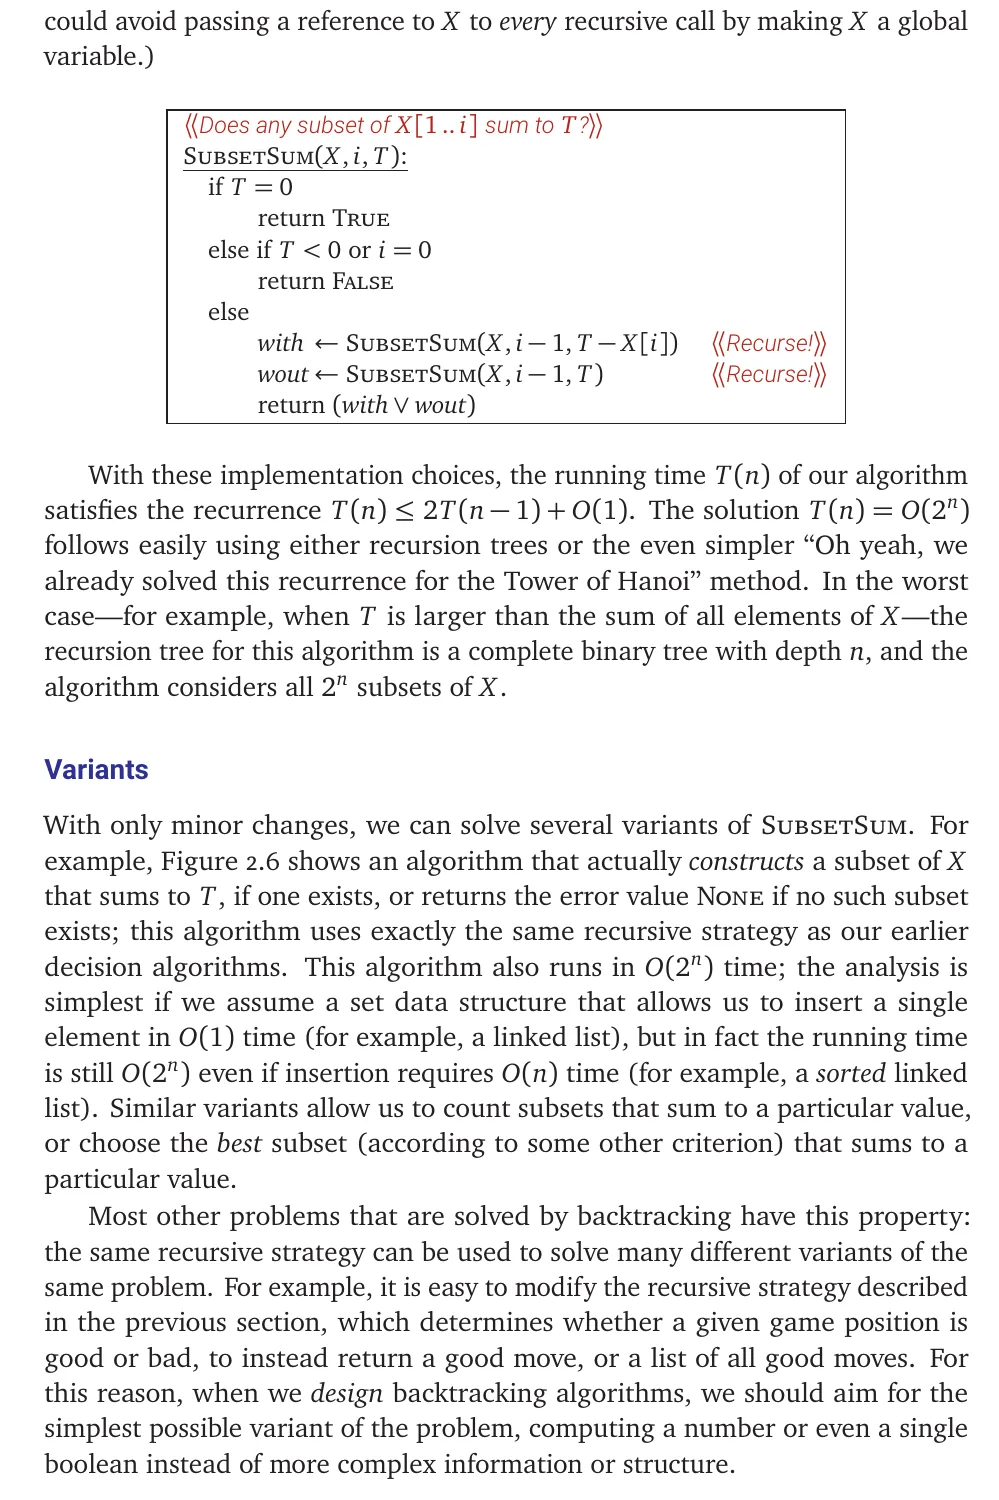 could avoid passing a reference to X to every recursive call by making X a global
variable.)
⟪Does any subset of X[1 .. i] sum to T?⟫
SUBSETSUM(X, i, T):
if T = 0
return TRUE
else if T < 0 or i = 0
return FALSE
else
with ← SUBSETSUM(X, i − 1, T − X[i]) ⟪Recurse!⟫
wout ← SUBSETSUM(X, i − 1, T) ⟪Recurse!⟫
return (with ∨ wout)
With these implementation choices, the running time T(n) of our algorithm
satisfies the recurrence T(n) ≤ 2T(n − 1) + O(1). The solution T(n) = O(2ⁿ)
follows easily using either recursion trees or the even simpler “Oh yeah, we
already solved this recurrence for the Tower of Hanoi” method. In the worst
case—for example, when T is larger than the sum of all elements of X—the
recursion tree for this algorithm is a complete binary tree with depth n, and the
algorithm considers all 2ⁿ subsets of X.
Variants
With only minor changes, we can solve several variants of SUBSETSUM. For
example, Figure 2.6 shows an algorithm that actually constructs a subset of X
that sums to T, if one exists, or returns the error value NONE if no such subset
exists; this algorithm uses exactly the same recursive strategy as our earlier
decision algorithms. This algorithm also runs in O(2ⁿ) time; the analysis is
simplest if we assume a set data structure that allows us to insert a single
element in O(1) time (for example, a linked list), but in fact the running time
is still O(2ⁿ) even if insertion requires O(n) time (for example, a sorted linked
list). Similar variants allow us to count subsets that sum to a particular value,
or choose the best subset (according to some other criterion) that sums to a
particular value.
Most other problems that are solved by backtracking have this property:
the same recursive strategy can be used to solve many different variants of the
same problem. For example, it is easy to modify the recursive strategy described
in the previous section, which determines whether a given game position is
good or bad, to instead return a good move, or a list of all good moves. For
this reason, when we design backtracking algorithms, we should aim for the
simplest possible variant of the problem, computing a number or even a single
boolean instead of more complex information or structure.